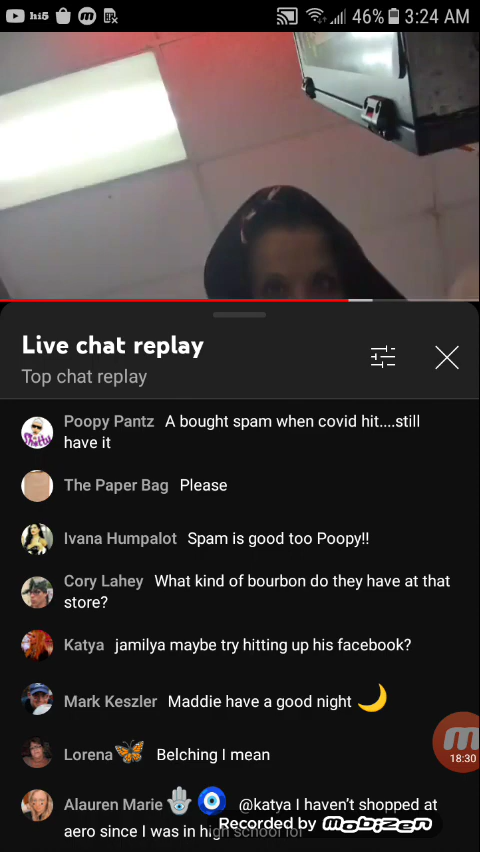 hi5 46% 3:24 AM
Live chat replay
Top chat replay
Poopy Pantz A bought spam when covid hit....still
have it
The Paper Bag Please
Ivana Humpalot Spam is good too Poopy!!
Cory Lahey What kind of bourbon do they have at that
store?
Katya jamilya maybe try hitting up his facebook?
Mark Keszler Maddie have a good night 🌙
Lorena🦋 Belching I mean
18:30
Alauren Marie🪬🧿 @katya I haven't shopped at
aero since I was in high school lol
Recorded by mobizen